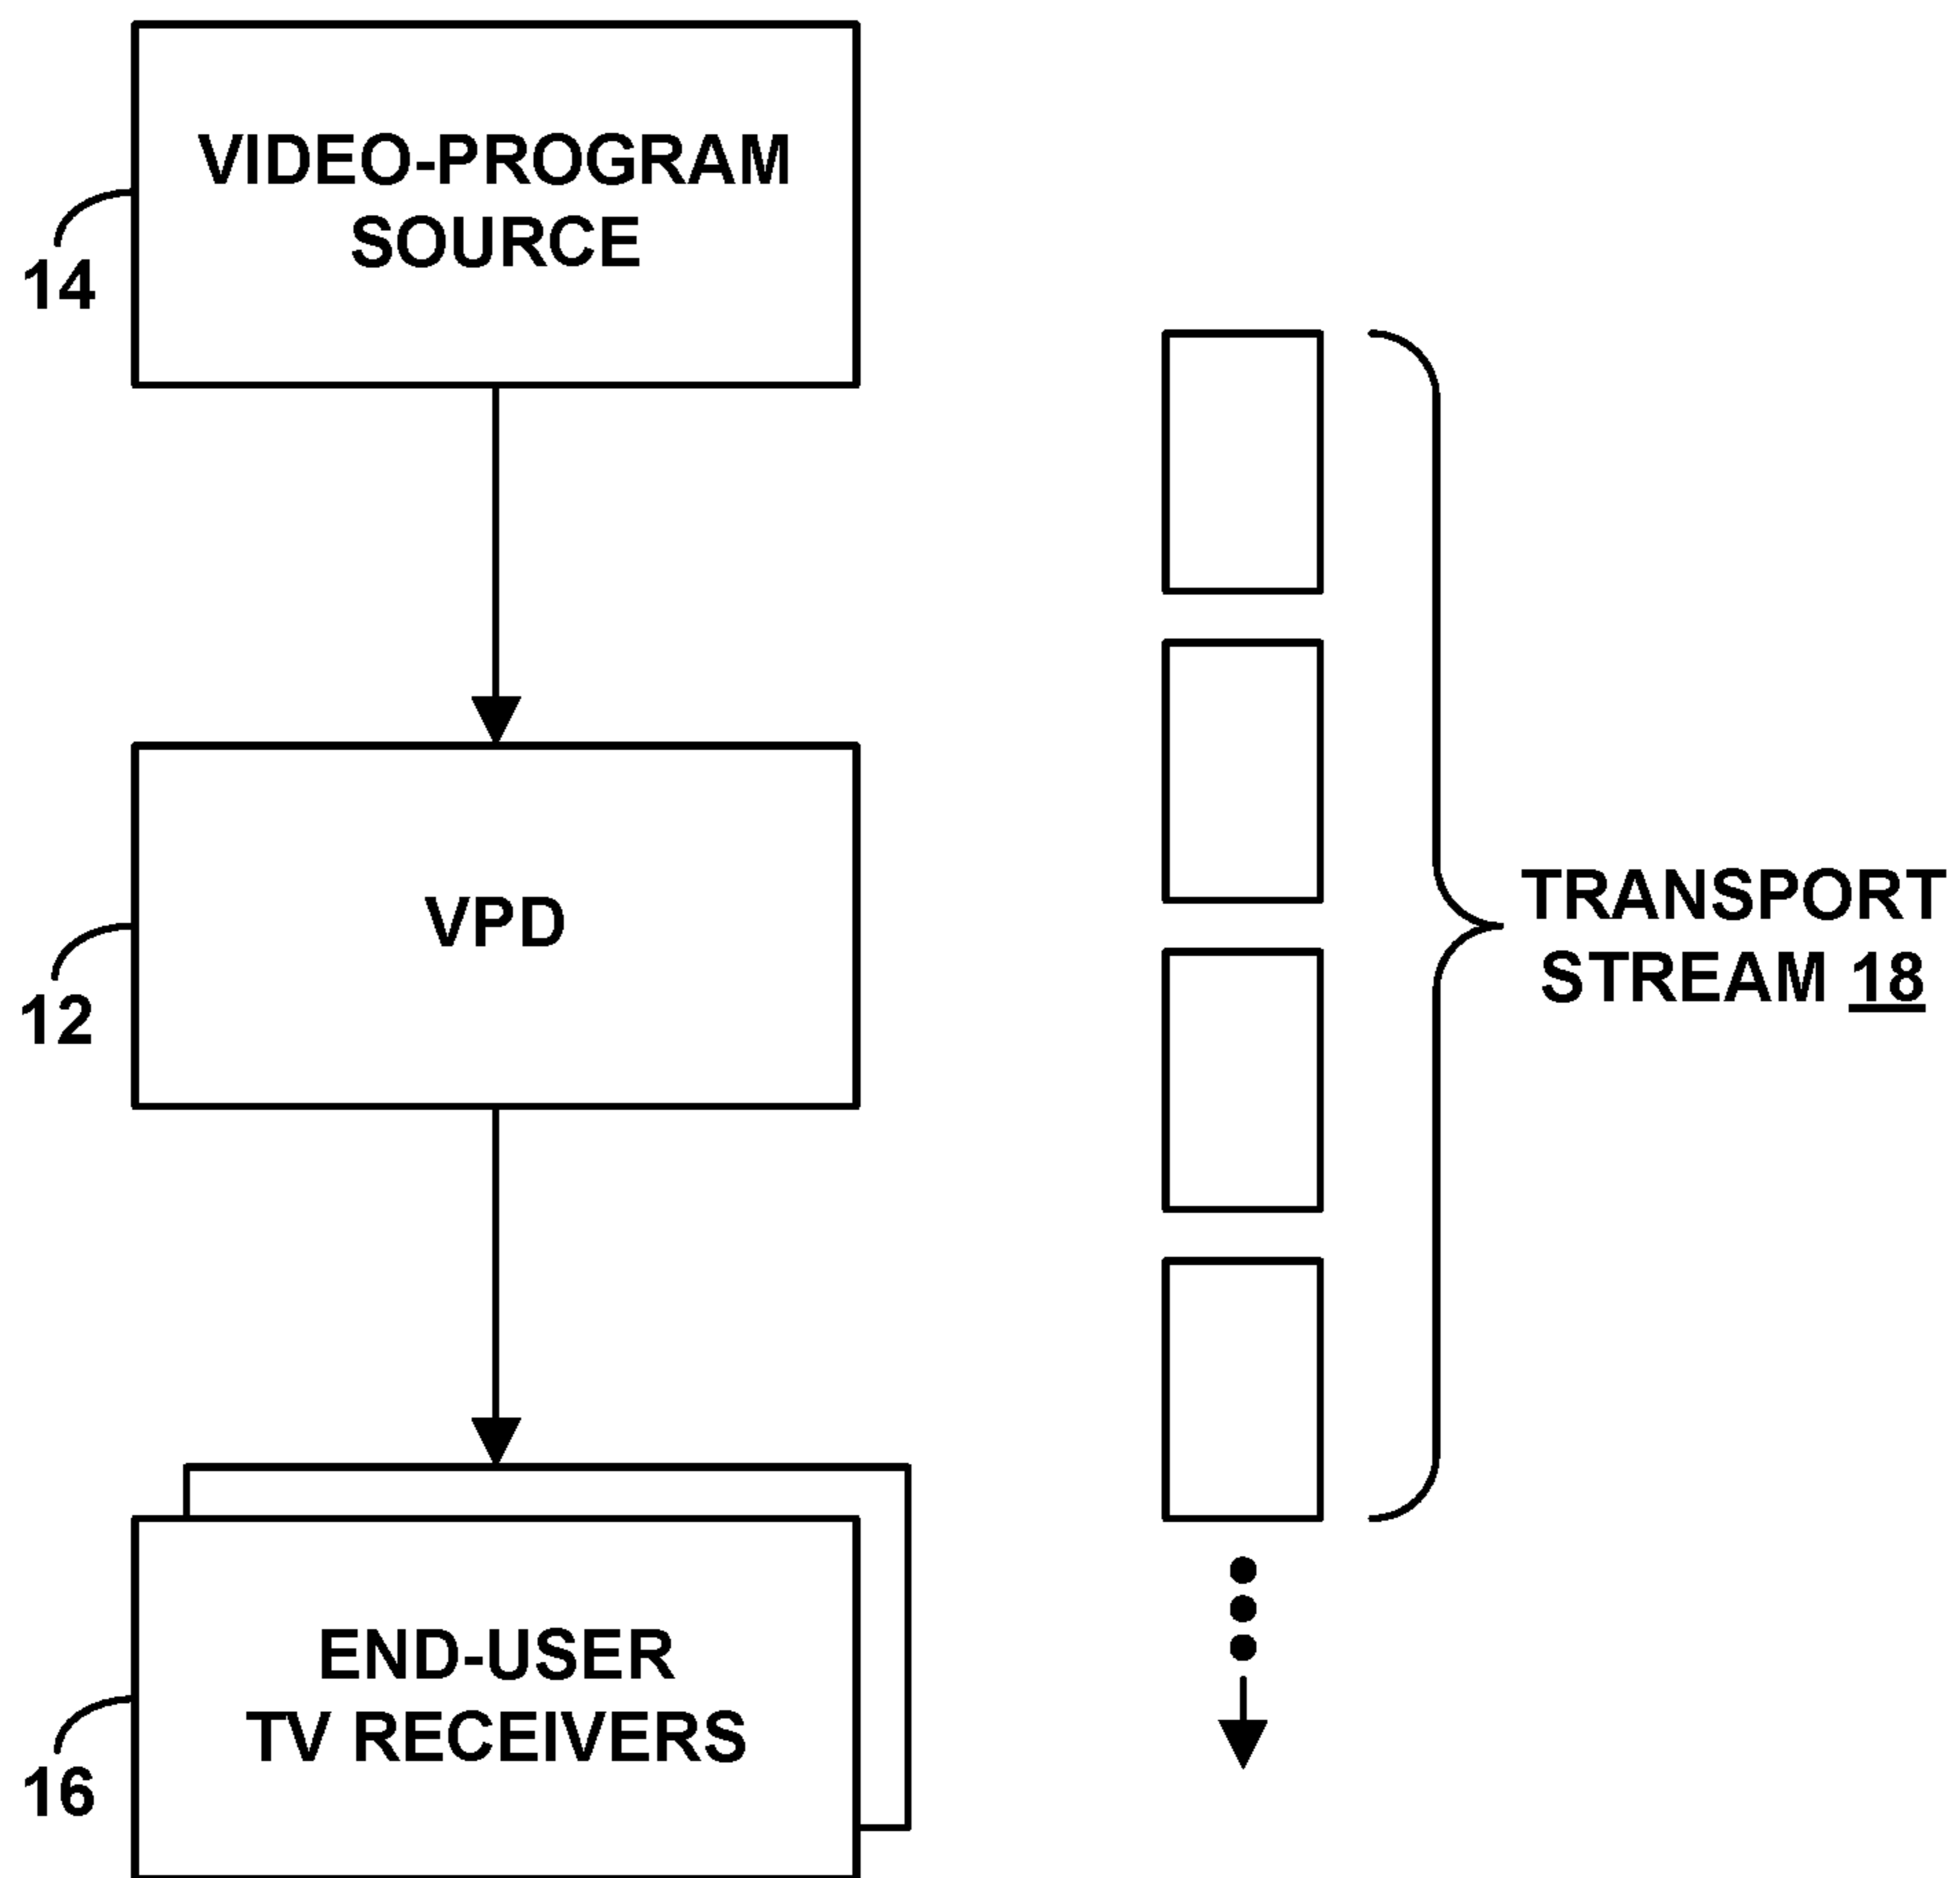 VIDEO-PROGRAM
SOURCE
14
VPD
12
TRANSPORT
STREAM 18
END-USER
TV RECEIVERS
16